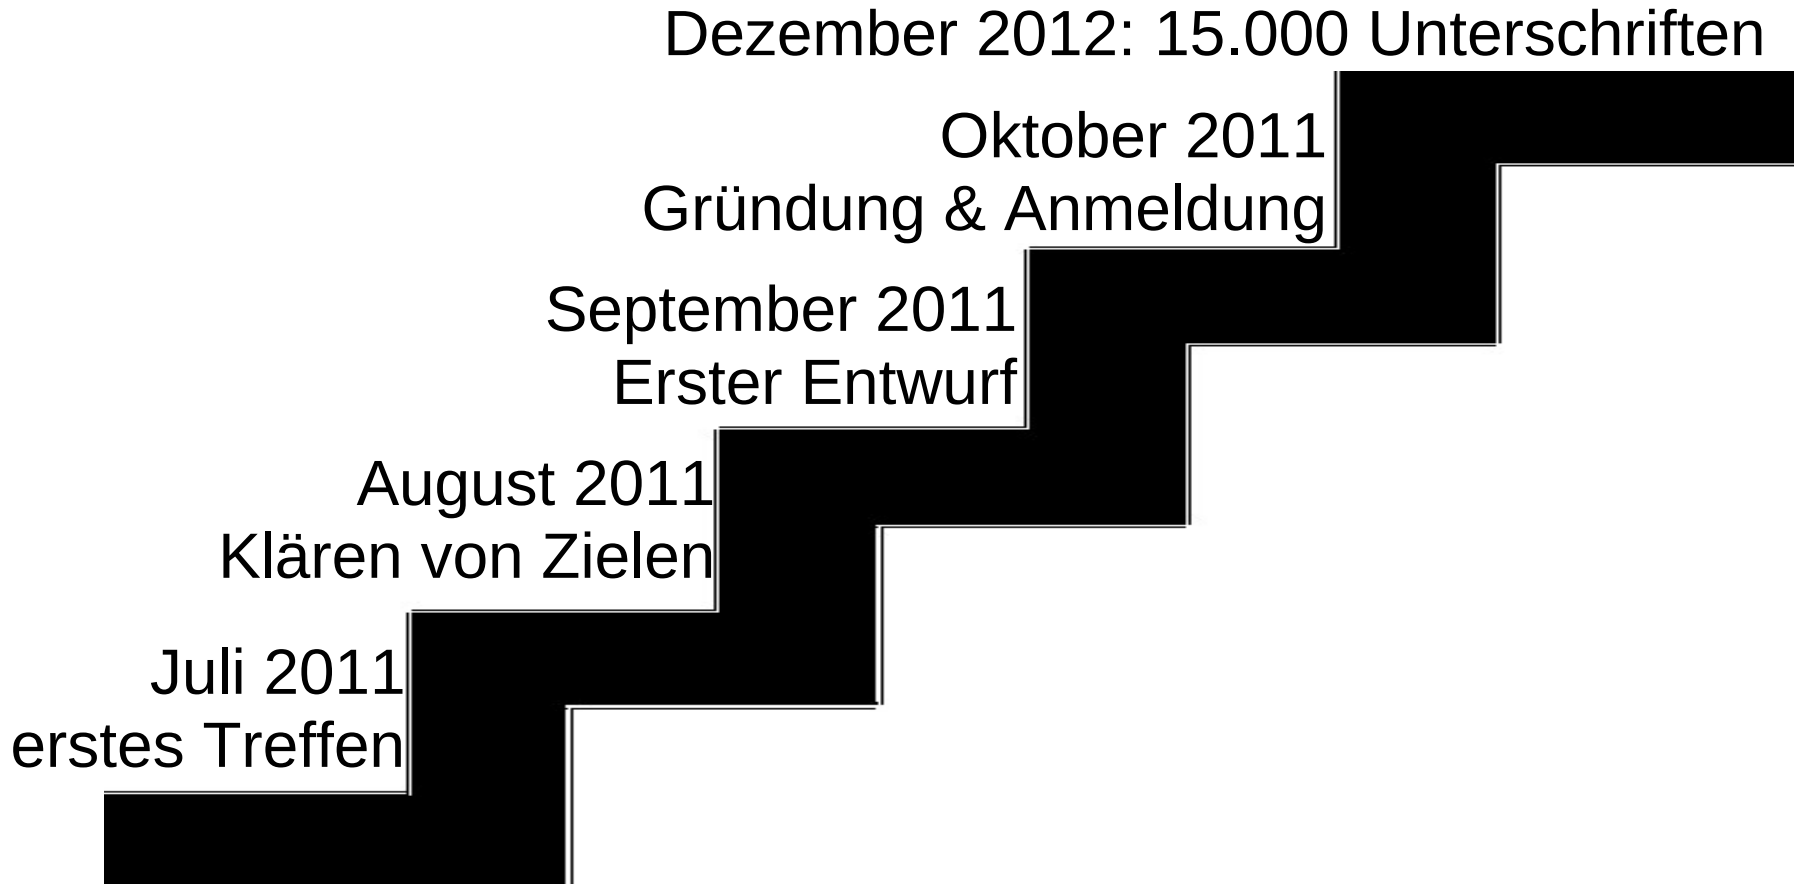 Dezember 2012: 15.000 Unterschriften
Oktober 2011
Gründung & Anmeldung
September 2011
Erster Entwurf
August 2011
Klären von Zielen
Juli 2011
erstes Treffen